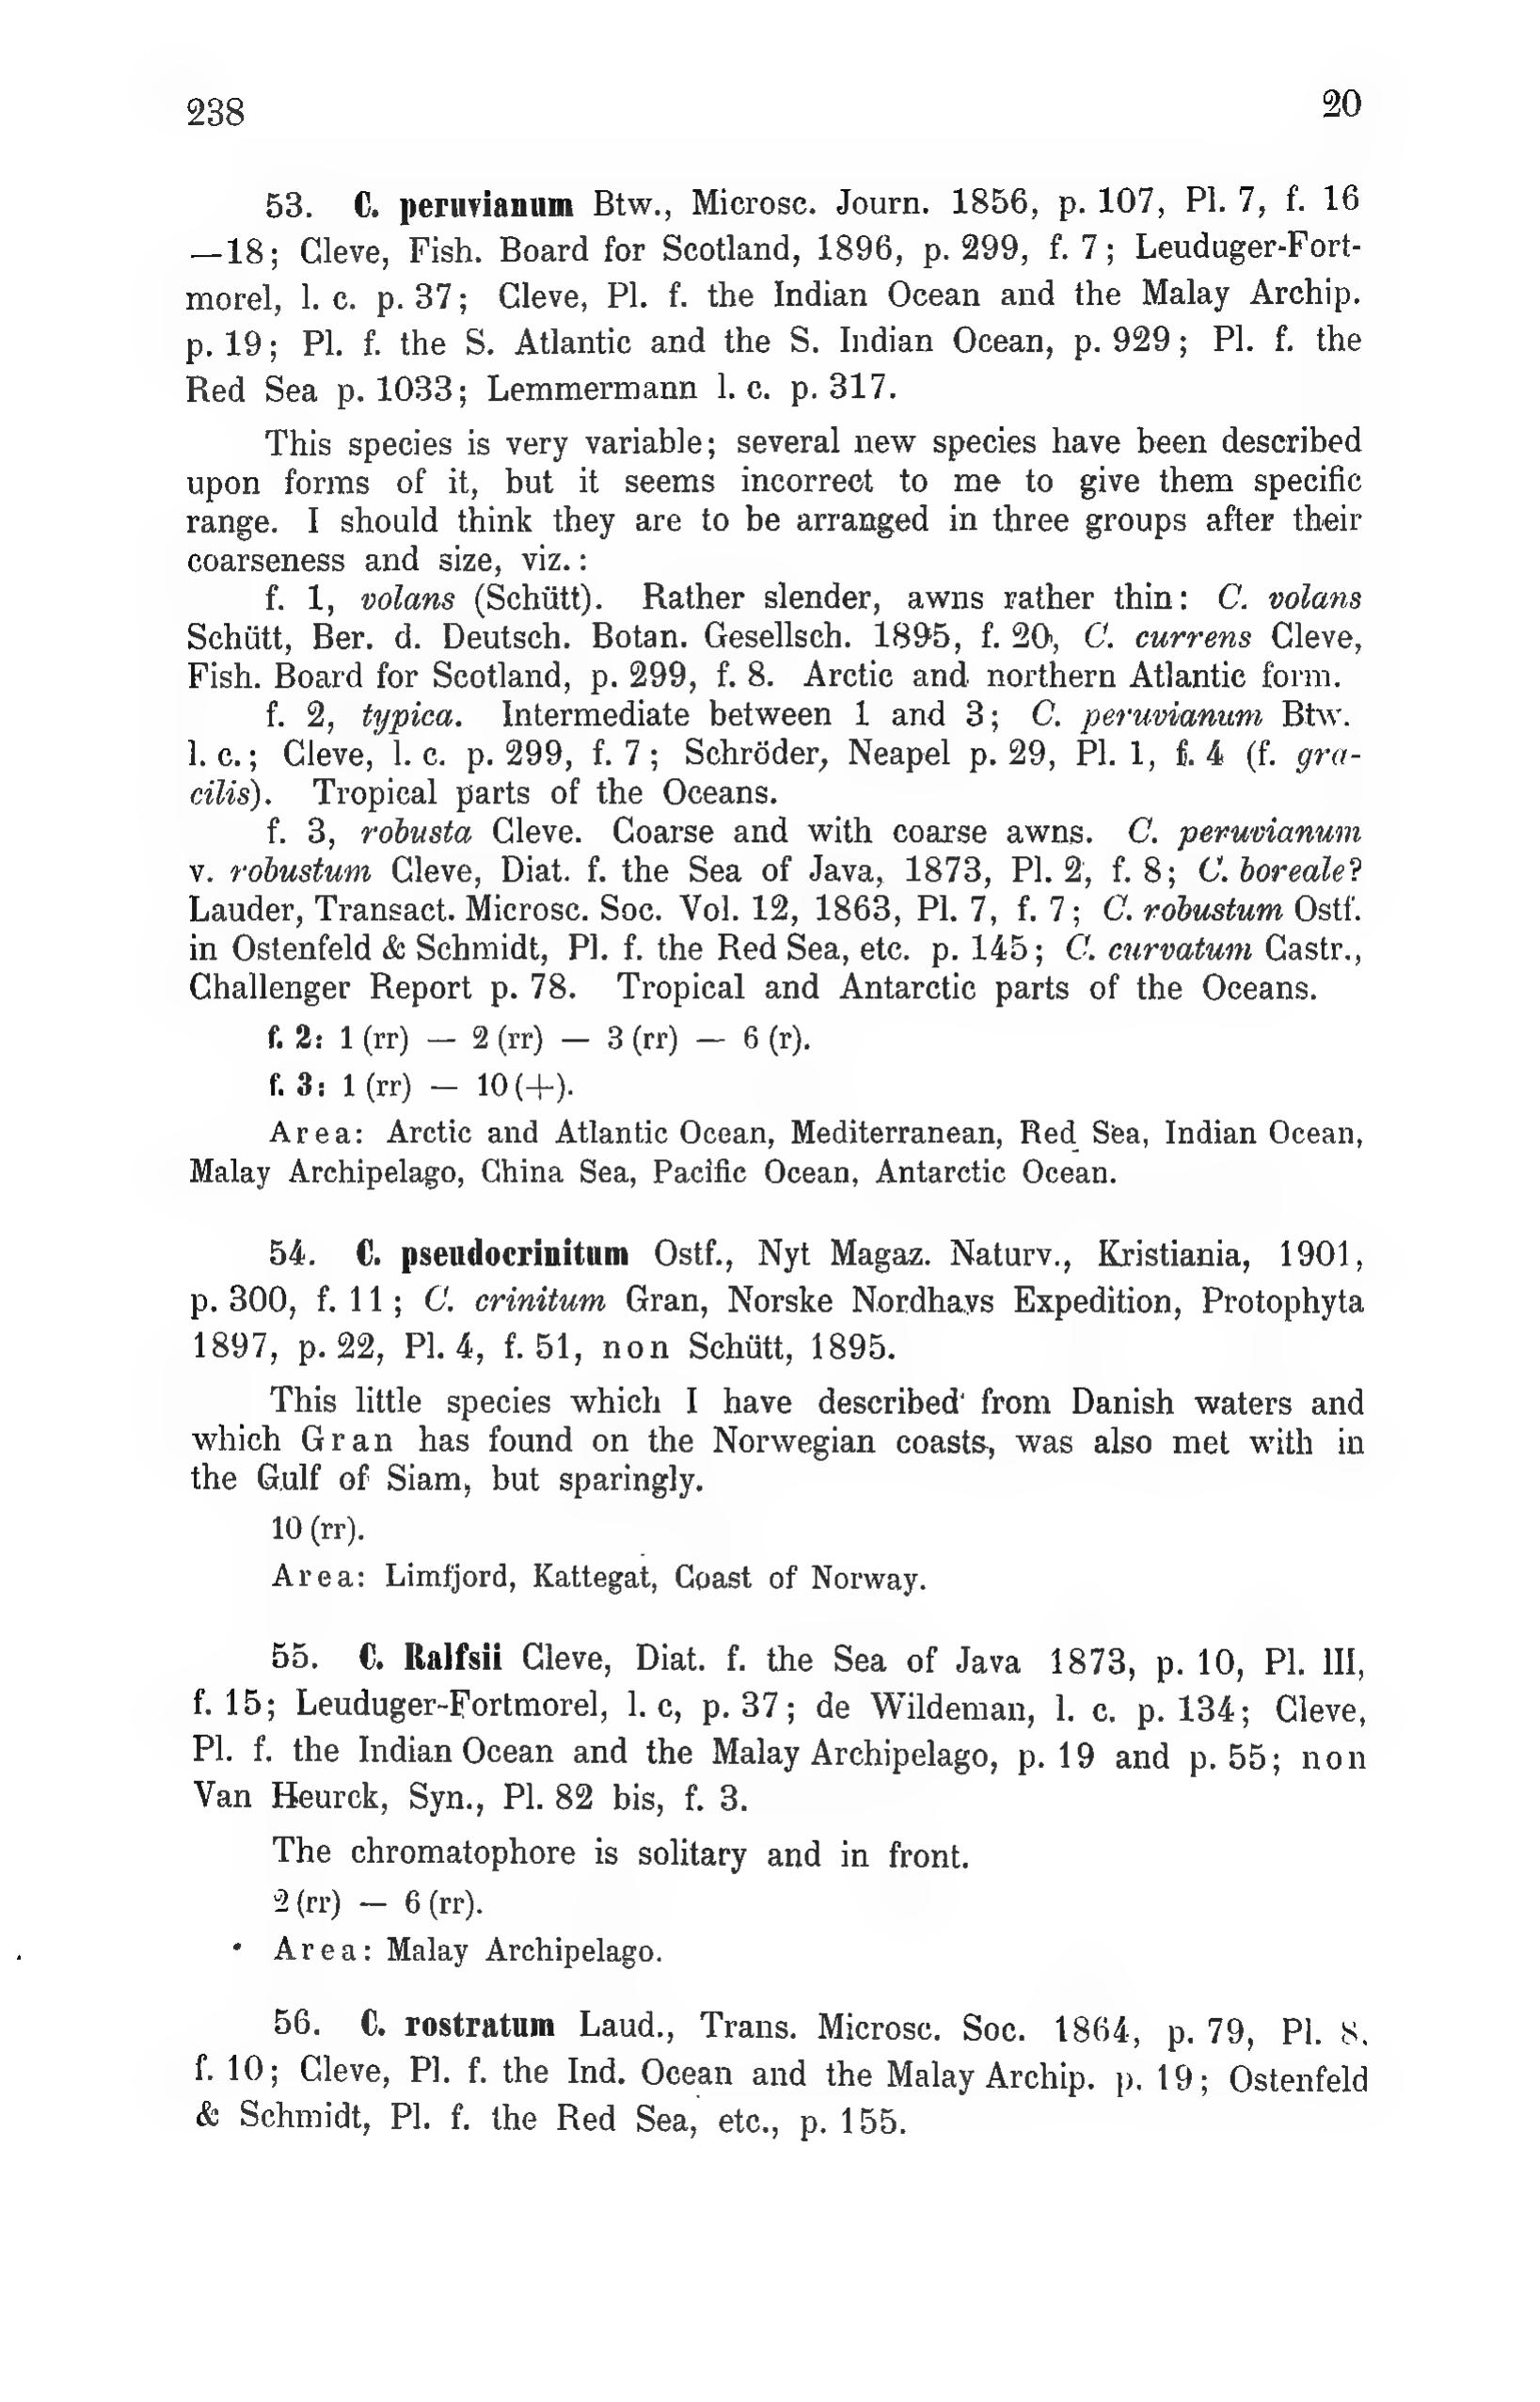 238
20
53. C. peruvianum Btw., Microsc. Journ. 1856, p. 107, Pl. 7, f. 16
—18; Cleve, Fish. Board for Scotland, 1896, p. 299, f. 7; Leuduger-Fort-
morel, l. c. p. 37; Cleve, Pl. f. the Indian Ocean and the Malay Archip.
p. 19; Pl. f. the S. Atlantic and the S. Indian Ocean, p. 929; Pl. f. the
Red Sea p. 1033; Lemmermann l. c. p. 317.
This species is very variable; several new species have been described
upon forms of it, but it seems incorrect to me to give them specific
range. I should think they are to be arranged in three groups after their
coarseness and size, viz.:
f. 1, volans (Schütt). Rather slender, awns rather thin: C. volans
Schütt, Ber. d. Deutsch. Botan. Gesellsch. 1895, f. 20, C. currens Cleve,
Fish. Board for Scotland, p. 299, f. 8. Arctic and northern Atlantic form.
f. 2, typica. Intermediate between 1 and 3; C. peruvianum Btw.
l. c.; Cleve, l. c. p. 299, f. 7; Schröder, Neapel p. 29, Pl. 1, f. 4 (f. gra-
cilis). Tropical parts of the Oceans.
f. 3, robusta Cleve. Coarse and with coarse awns. C. peruvianum
v. robustum Cleve, Diat. f. the Sea of Java, 1873, Pl. 2, f. 8; C. boreale?
Lauder, Transact. Microsc. Soc. Vol. 12, 1863, Pl. 7, f. 7; C. robustum Ostf.
in Ostenfeld & Schmidt, Pl. f. the Red Sea, etc. p. 145; C. curvatum Castr.,
Challenger Report p. 78. Tropical and Antarctic parts of the Oceans.
f. 2: 1 (rr) — 2 (rr) — 3 (rr) — 6 (r).
f. 3: 1 (rr) — 10 (+).
Area: Arctic and Atlantic Ocean, Mediterranean, Red Sea, Indian Ocean,
Malay Archipelago, China Sea, Pacific Ocean, Antarctic Ocean.
54. C. pseudocrinitum Ostf., Nyt Magaz. Naturv., Kristiania, 1901,
p. 300, f. 11; C. crinitum Gran, Norske Nordhavs Expedition, Protophyta
1897, p. 22, Pl. 4, f. 51, non Schütt, 1895.
This little species which I have described from Danish waters and
which Gran has found on the Norwegian coasts, was also met with in
the Gulf of Siam, but sparingly.
10 (rr).
Area: Limfjord, Kattegat, Coast of Norway.
55. C. Ralfsii Cleve, Diat. f. the Sea of Java 1873, p. 10, Pl. III,
f. 15; Leuduger-Fortmorel, l. c, p. 37; de Wildeman, l. c. p. 134; Cleve,
Pl. f. the Indian Ocean and the Malay Archipelago, p. 19 and p. 55; non
Van Heurck, Syn., Pl. 82 bis, f. 3.
The chromatophore is solitary and in front.
2 (rr) — 6 (rr).
Area: Malay Archipelago.
56. C. rostratum Laud., Trans. Microsc. Soc. 1864, p. 79, Pl. 8.
f. 10; Cleve, Pl. f. the Ind. Ocean and the Malay Archip. p. 19; Ostenfeld
& Schmidt, Pl. f. the Red Sea, etc., p. 155.